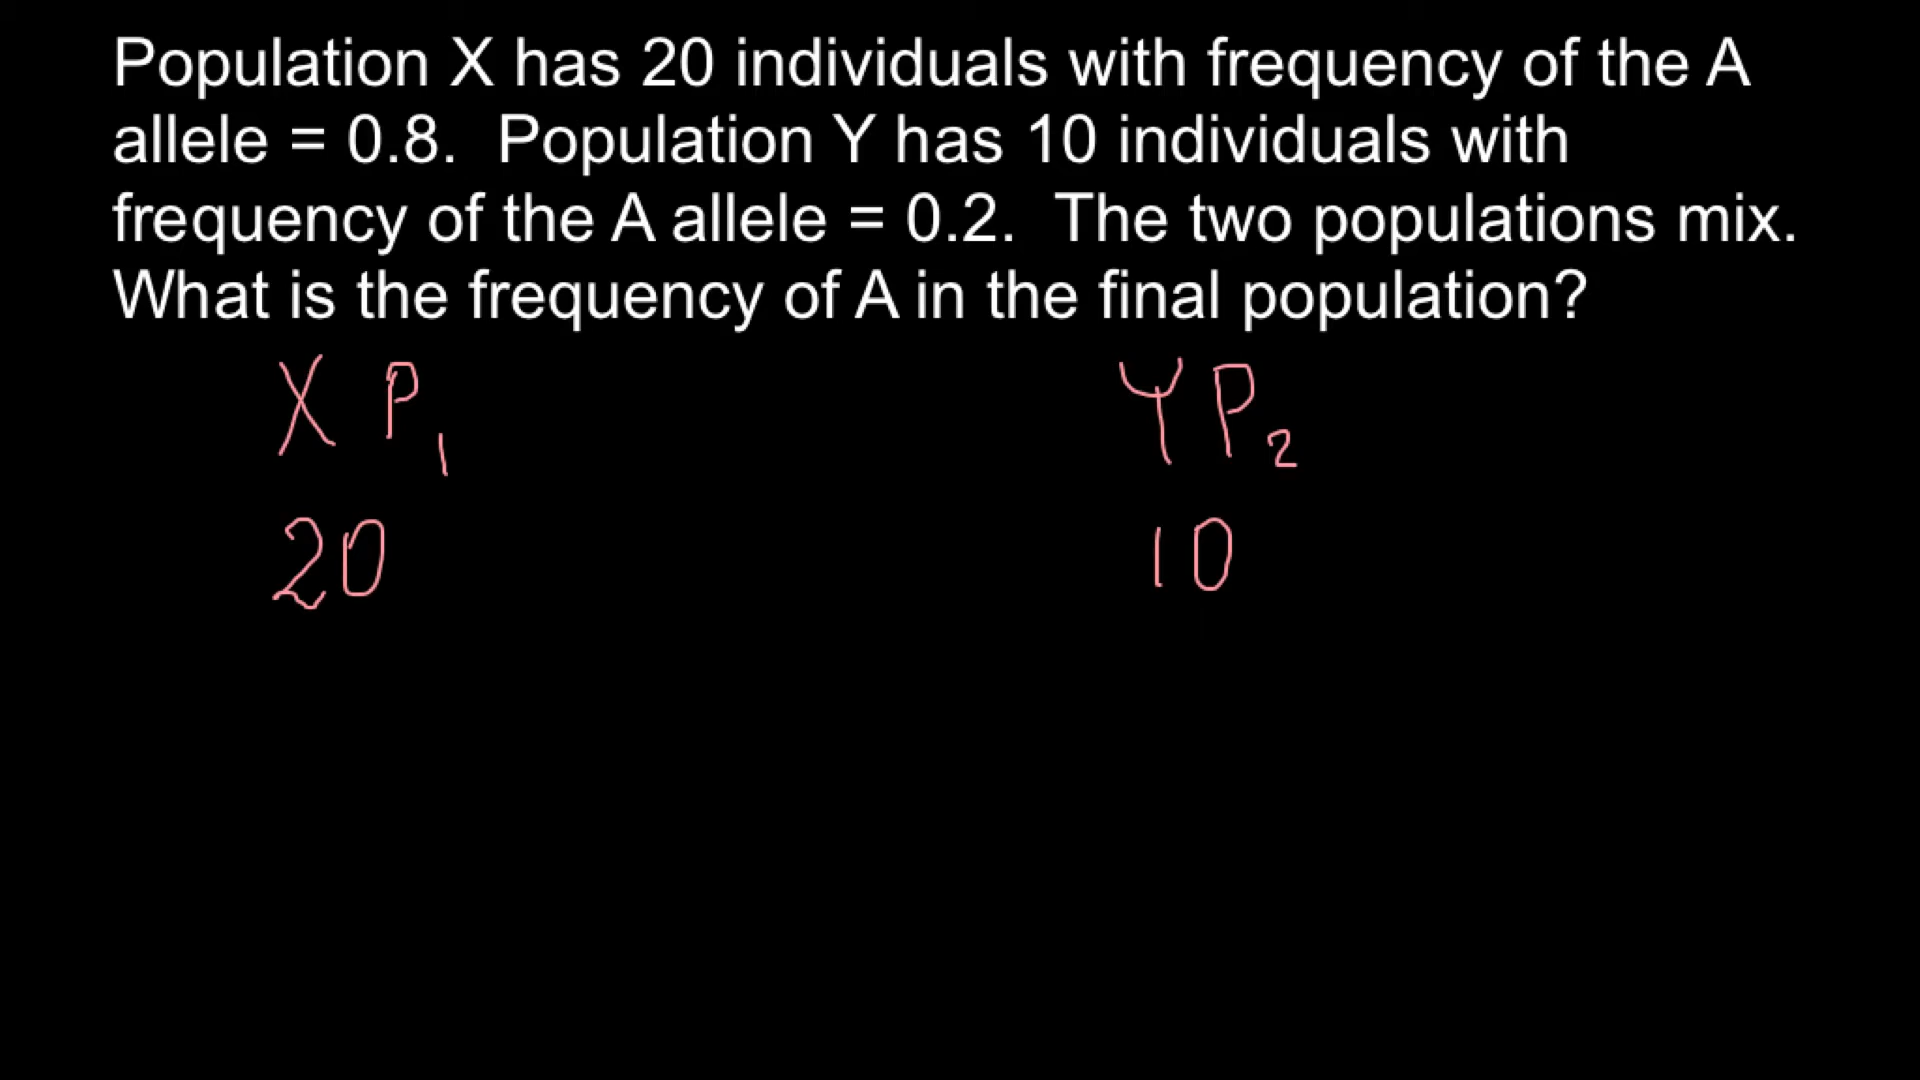 Population X has 20 individuals with frequency of the A
allele = 0.8.  Population Y has 10 individuals with
frequency of the A allele = 0.2.  The two populations mix.
What is the frequency of A in the final population?
X P₁ Y P₂
20 10